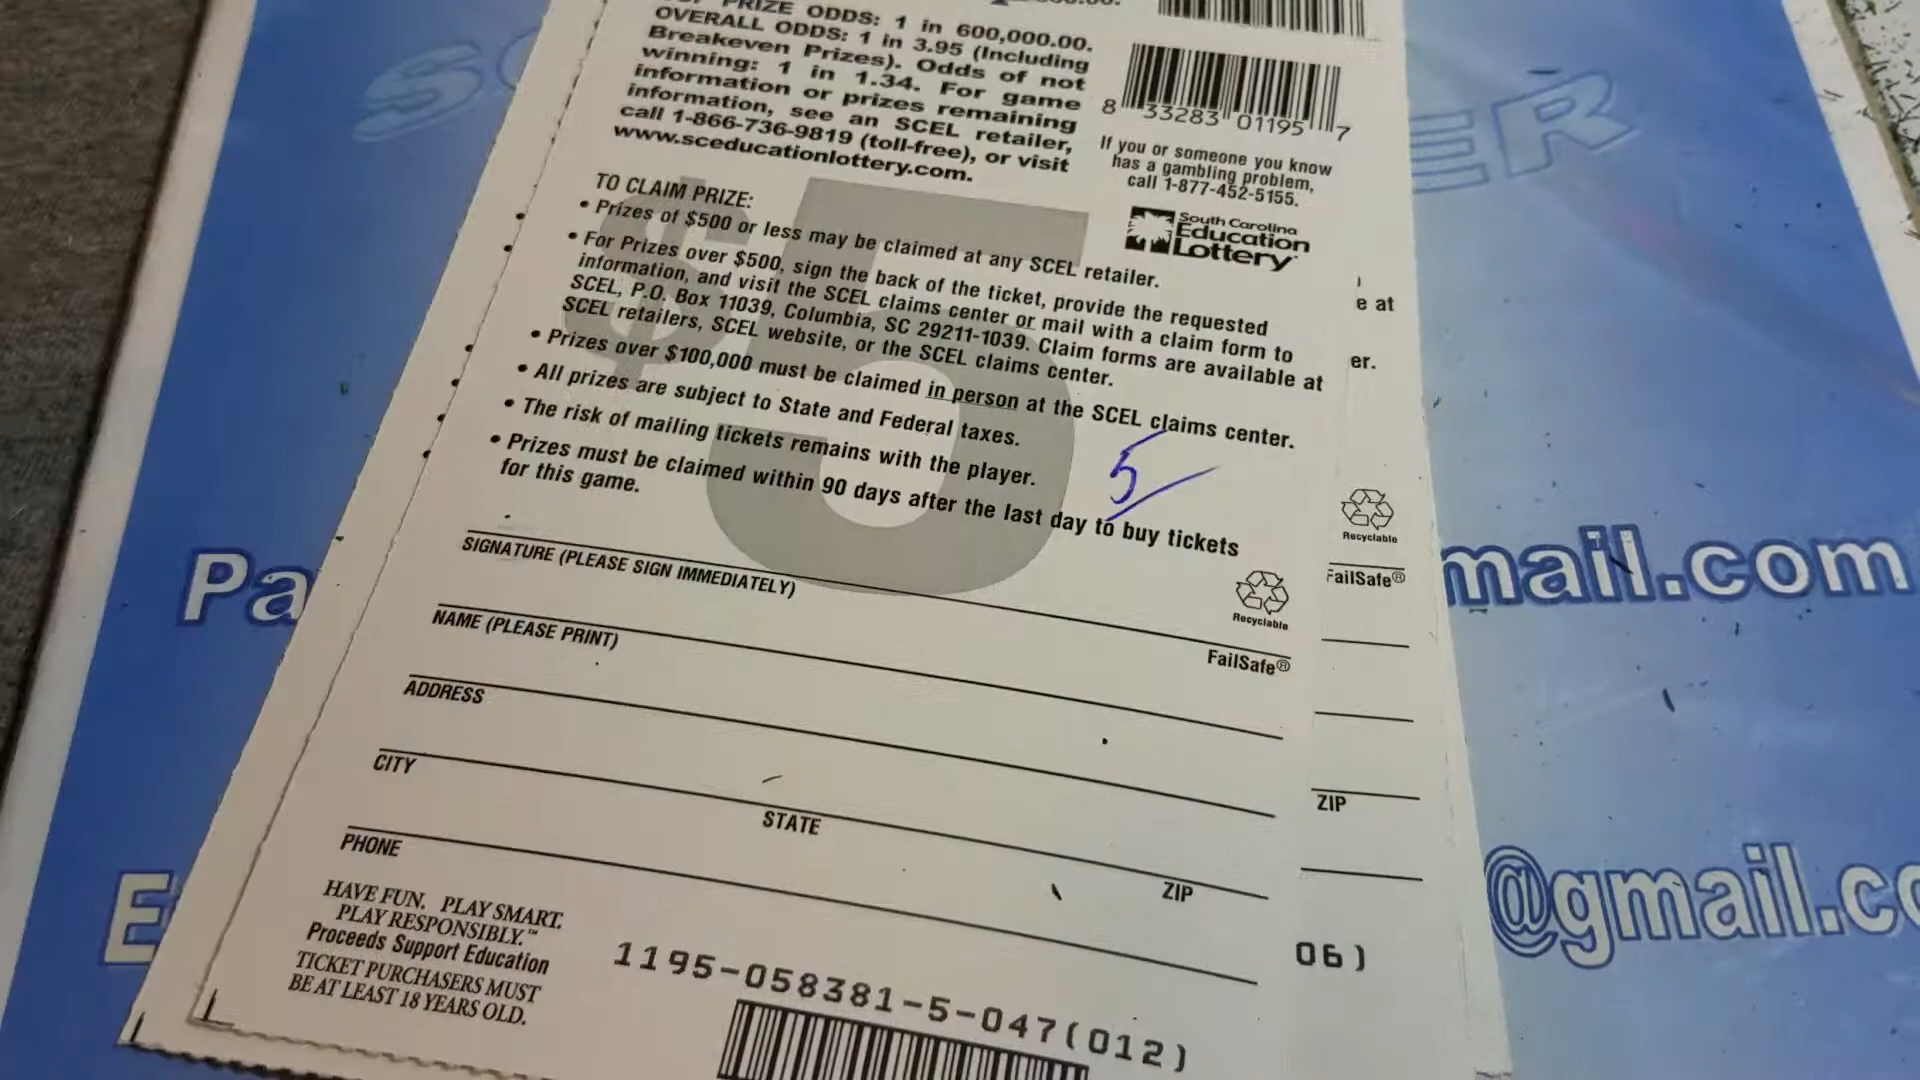 PRIZE ODDS: 1 in 600,000.00.
OVERALL ODDS: 1 in 3.95 (Including
Breakeven Prizes). Odds of not
winning: 1 in 1.34. For game
information or prizes remaining
information, see an SCEL retailer,
call 1-866-736-9819 (toll-free), or visit
www.sceducationlottery.com.
8 33283 01195 7
If you or someone you know
has a gambling problem,
call 1-877-452-5155.
South Carolina
Education
Lottery
$5
TO CLAIM PRIZE:
• Prizes of $500 or less may be claimed at any SCEL retailer.
• For Prizes over $500, sign the back of the ticket, provide the requested
information, and visit the SCEL claims center or mail with a claim form to
SCEL, P.O. Box 11039, Columbia, SC 29211-1039. Claim forms are available at
SCEL retailers, SCEL website, or the SCEL claims center.
• Prizes over $100,000 must be claimed in person at the SCEL claims center.
• All prizes are subject to State and Federal taxes.
• The risk of mailing tickets remains with the player.
• Prizes must be claimed within 90 days after the last day to buy tickets
for this game.
5
SIGNATURE (PLEASE SIGN IMMEDIATELY)
Recyclable
FailSafe®
NAME (PLEASE PRINT)
ADDRESS
CITY
STATE
ZIP
PHONE
HAVE FUN. PLAY SMART.
PLAY RESPONSIBLY.™
Proceeds Support Education
TICKET PURCHASERS MUST
BE AT LEAST 18 YEARS OLD.
1195-058381-5-047(012)
e at
er.
Recyclable
FailSafe®
ZIP
06)
Pa
mail.com
E
@gmail.co
ER